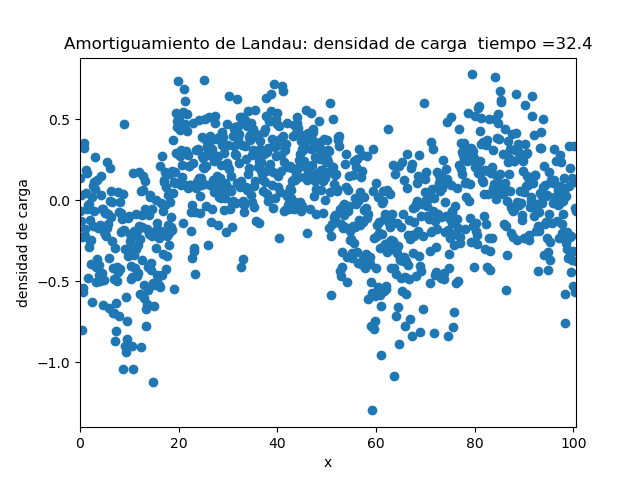 Amortiguamiento de Landau: densidad de carga  tiempo =32.4
densidad de carga
0.5
0.0
−0.5
−1.0
0 20 40 60 80 100
x